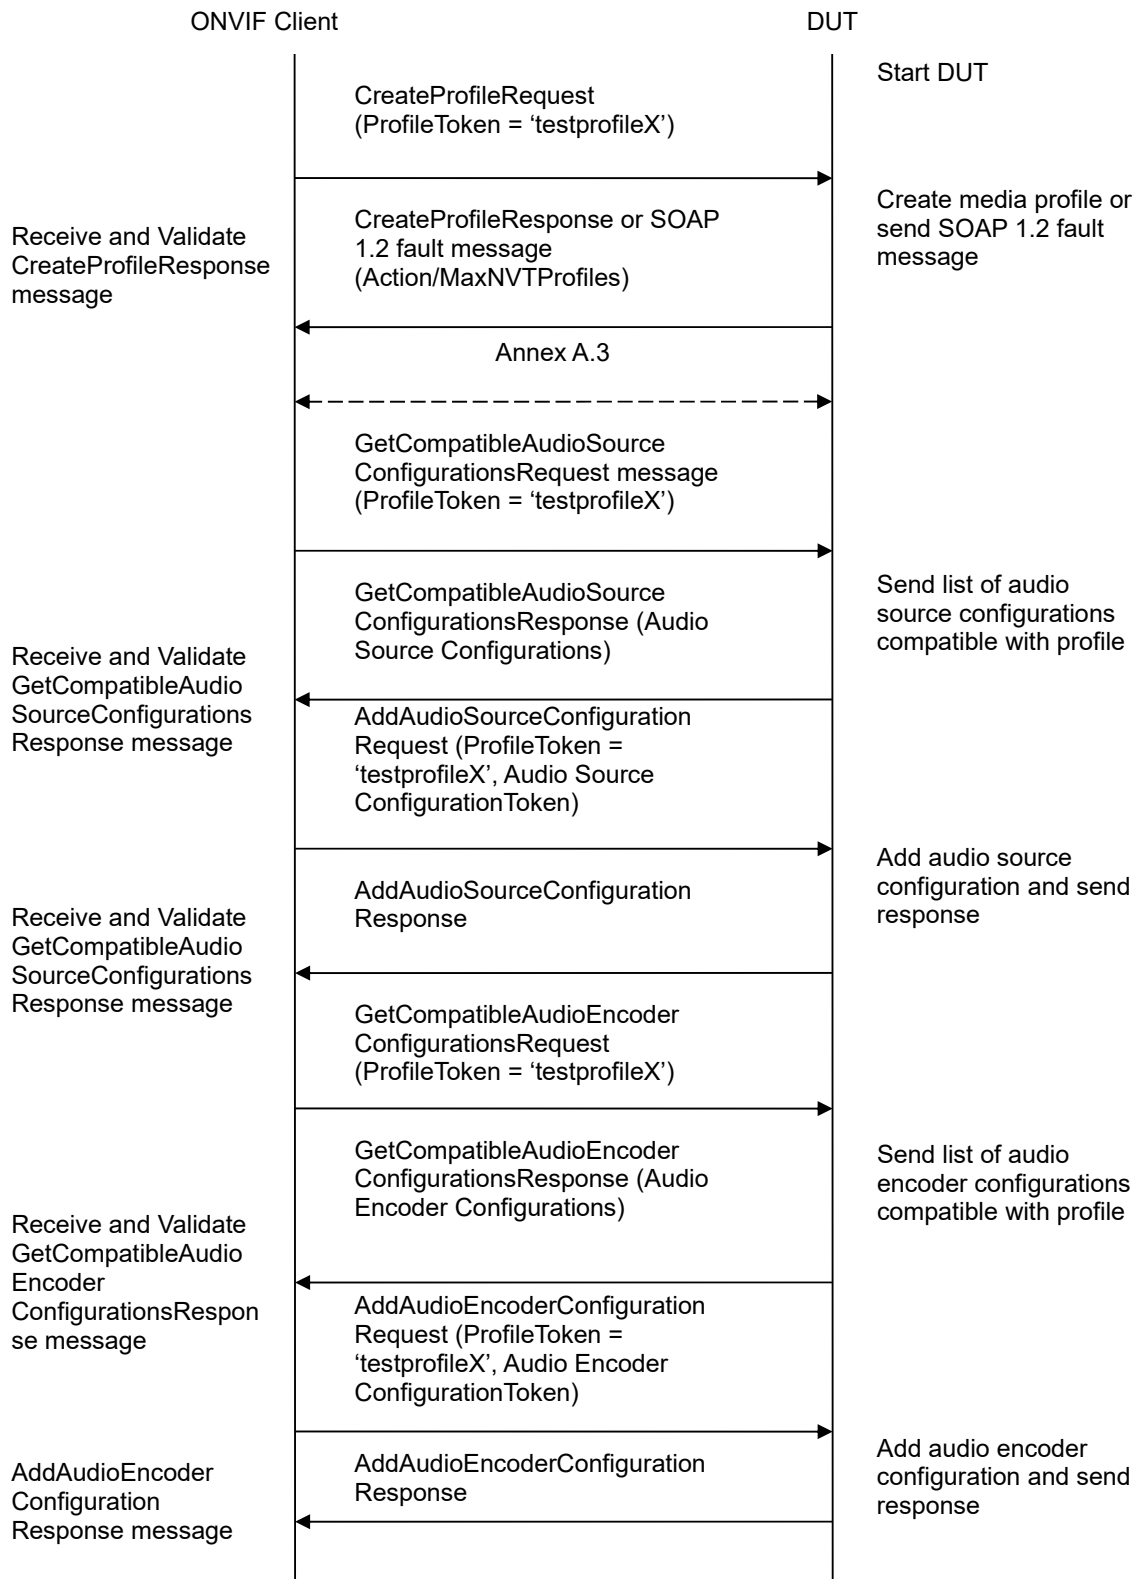 ONVIF Client
DUT
Start DUT
CreateProfileRequest
(ProfileToken = ‘testprofileX’)
Create media profile or
send SOAP 1.2 fault
message
CreateProfileResponse or SOAP
1.2 fault message
(Action/MaxNVTProfiles)
Receive and Validate
CreateProfileResponse
message
Annex A.3
GetCompatibleAudioSource
ConfigurationsRequest message
(ProfileToken = ‘testprofileX’)
Send list of audio
source configurations
compatible with profile
GetCompatibleAudioSource
ConfigurationsResponse (Audio
Source Configurations)
Receive and Validate
GetCompatibleAudio
SourceConfigurations
Response message
AddAudioSourceConfiguration
Request (ProfileToken =
‘testprofileX’, Audio Source
ConfigurationToken)
Add audio source
configuration and send
response
AddAudioSourceConfiguration
Response
Receive and Validate
GetCompatibleAudio
SourceConfigurations
Response message
GetCompatibleAudioEncoder
ConfigurationsRequest
(ProfileToken = ‘testprofileX’)
Send list of audio
encoder configurations
compatible with profile
GetCompatibleAudioEncoder
ConfigurationsResponse (Audio
Encoder Configurations)
Receive and Validate
GetCompatibleAudio
Encoder
ConfigurationsRespon
se message
AddAudioEncoderConfiguration
Request (ProfileToken =
‘testprofileX’, Audio Encoder
ConfigurationToken)
Add audio encoder
configuration and send
response
AddAudioEncoderConfiguration
Response
AddAudioEncoder
Configuration
Response message